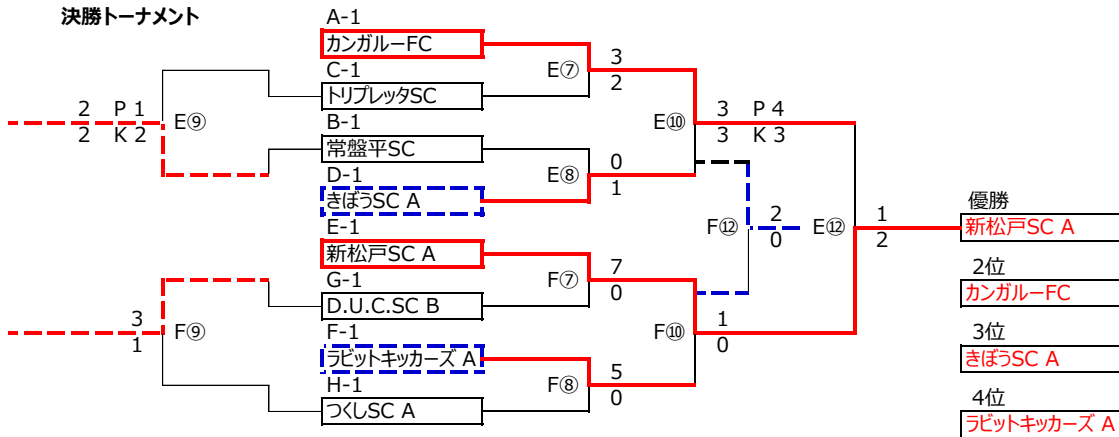 決勝トーナメント
A-1
カンガルーFC
C-1
トリプレッタSC
B-1
常盤平SC
D-1
きぼうSC A
E-1
新松戸SC A
G-1
D.U.C.SC B
F-1
ラビットキッカーズ A
H-1
つくしSC A
2 P 1
2 K 2
E⑨
3
1
F⑨
E⑦
3
2
E⑧
0
1
F⑦
7
0
F⑧
5
0
E⑩
3 P 4
3 K 3
F⑩
1
0
F⑫
2
0
E⑫
1
2
優勝
新松戸SC A
2位
カンガルーFC
3位
きぼうSC A
4位
ラビットキッカーズ A